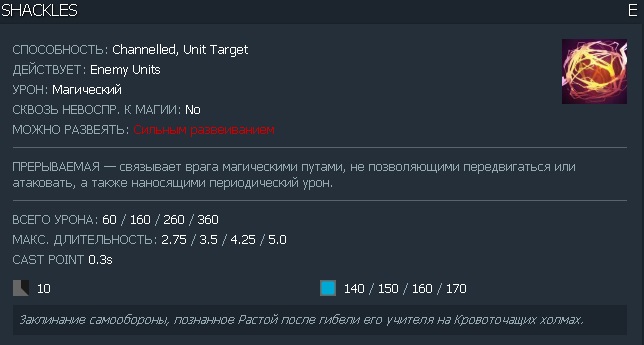 SHACKLES E
СПОСОБНОСТЬ: Channelled, Unit Target
ДЕЙСТВУЕТ: Enemy Units
УРОН: Магический
СКВОЗЬ НЕВОСПР. К МАГИИ: No
МОЖНО РАЗВЕЯТЬ: Сильным развеиванием
ПРЕРЫВАЕМАЯ — связывает врага магическими путами, не позволяющими передвигаться или
атаковать, а также наносящими периодический урон.
ВСЕГО УРОНА: 60 / 160 / 260 / 360
МАКС. ДЛИТЕЛЬНОСТЬ: 2.75 / 3.5 / 4.25 / 5.0
CAST POINT 0.3s
10 140 / 150 / 160 / 170
Заклинание самообороны, познанное Растой после гибели его учителя на Кровоточащих холмах.